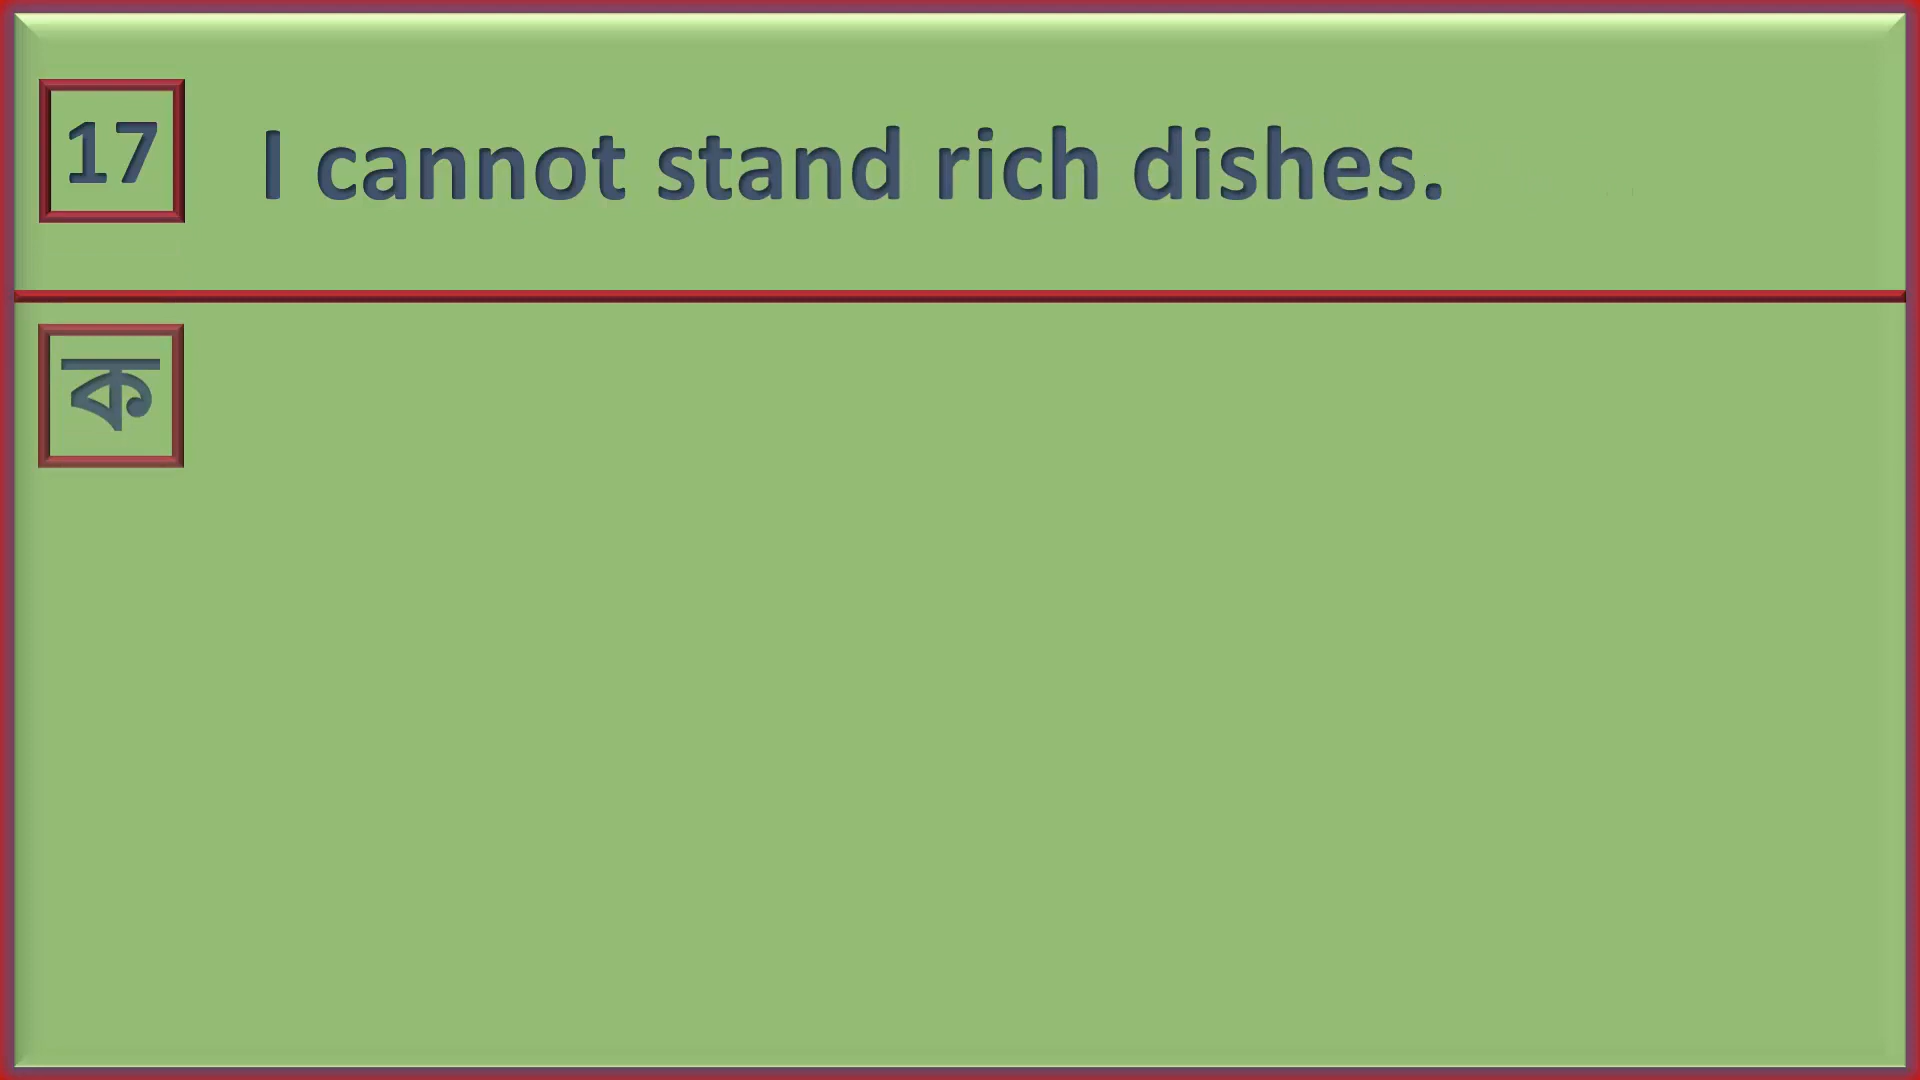 17 I cannot stand rich dishes.
ক